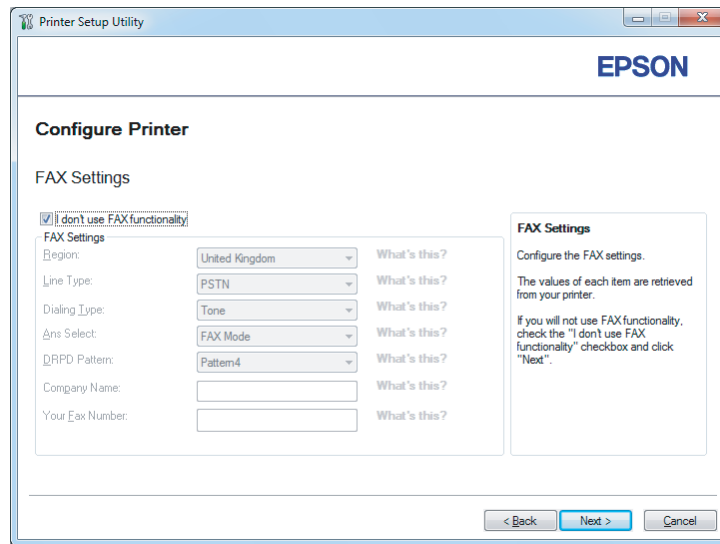 Printer Setup Utility
EPSON
Configure Printer
FAX Settings
I don't use FAX functionality
FAX Settings
Region:
United Kingdom
What's this?
Line Type:
PSTN
What's this?
Dialing Type:
Tone
What's this?
Ans Select:
FAX Mode
What's this?
DRPD Pattern:
Pattern4
What's this?
Company Name:
What's this?
Your Fax Number:
What's this?
FAX Settings
Configure the FAX settings.
The values of each item are retrieved
from your printer.
If you will not use FAX functionality,
check the "I don't use FAX
functionality" checkbox and click
"Next".
< Back
Next >
Cancel